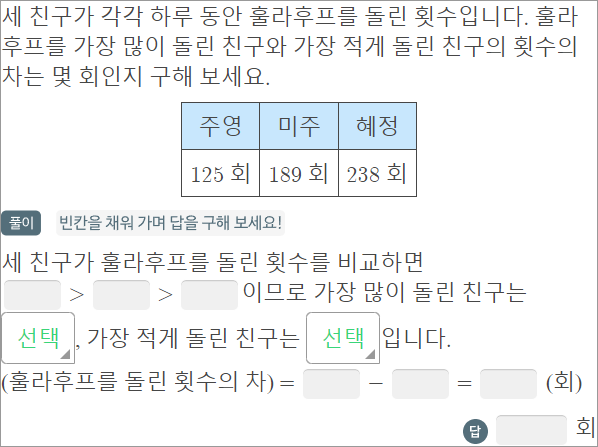 세 친구가 각각 하루 동안 훌라후프를 돌린 횟수입니다. 훌라
후프를 가장 많이 돌린 친구와 가장 적게 돌린 친구의 횟수의
차는 몇 회인지 구해 보세요.
주영 미주 혜정
125 회 189 회 238 회
풀이 빈칸을 채워 가며 답을 구해 보세요!
세 친구가 훌라후프를 돌린 횟수를 비교하면
> > 이므로 가장 많이 돌린 친구는
선택 , 가장 적게 돌린 친구는 선택 입니다.
(훌라후프를 돌린 횟수의 차) = − = (회)
답 회